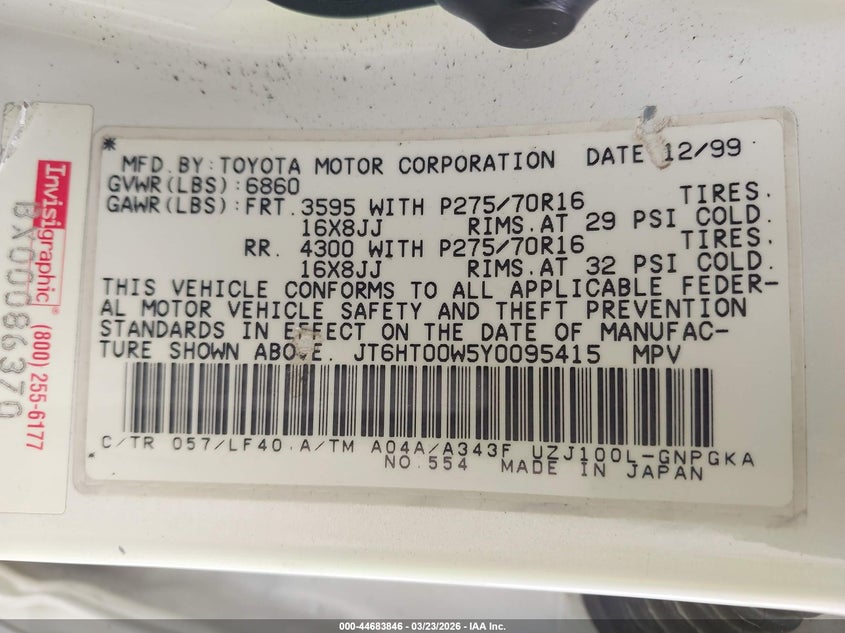 * MFD.BY:TOYOTA MOTOR CORPORATION DATE 12/99
GVWR(LBS):6860
GAWR(LBS):FRT.3595 WITH P275/70R16 TIRES.
16X8JJ RIMS.AT 29 PSI COLD.
RR. 4300 WITH P275/70R16 TIRES.
16X8JJ RIMS.AT 32 PSI COLD.
THIS VEHICLE CONFORMS TO ALL APPLICABLE FEDER-
AL MOTOR VEHICLE SAFETY AND THEFT PREVENTION
STANDARDS IN EFFECT ON THE DATE OF MANUFAC-
TURE SHOWN ABOVE. JT6HT00W5Y0095415 MPV
C/TR 057/LF40.A/TM A04A/A343F UZJ100L-GNPGKA
NO.554 MADE IN JAPAN
Invisigraphic® (800) 255-6177
BX0008637Q
000-44683846 - 03/23/2026 - IAA Inc.